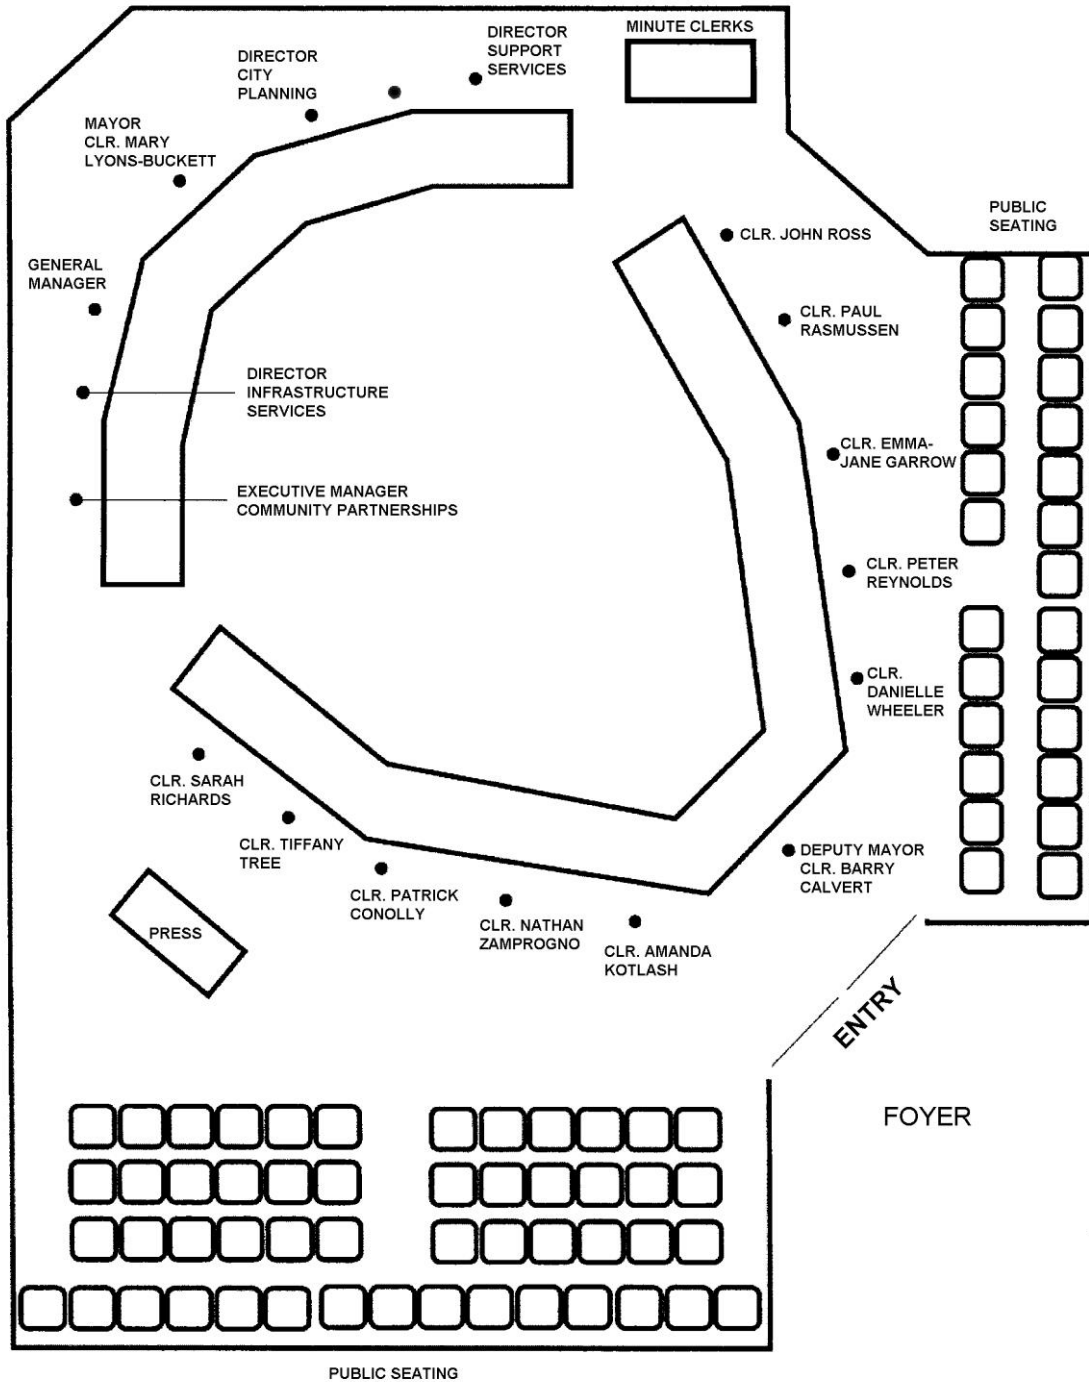 MINUTE CLERKS
DIRECTOR
SUPPORT
SERVICES
DIRECTOR
CITY
PLANNING
MAYOR
CLR. MARY
LYONS-BUCKETT
GENERAL
MANAGER
DIRECTOR
INFRASTRUCTURE
SERVICES
EXECUTIVE MANAGER
COMMUNITY PARTNERSHIPS
PUBLIC
SEATING
CLR. JOHN ROSS
CLR. PAUL
RASMUSSEN
CLR. EMMA-
JANE GARROW
CLR. PETER
REYNOLDS
CLR.
DANIELLE
WHEELER
DEPUTY MAYOR
CLR. BARRY
CALVERT
CLR. SARAH
RICHARDS
CLR. TIFFANY
TREE
CLR. PATRICK
CONOLLY
CLR. NATHAN
ZAMPROGNO
CLR. AMANDA
KOTLASH
PRESS
ENTRY
FOYER
PUBLIC SEATING